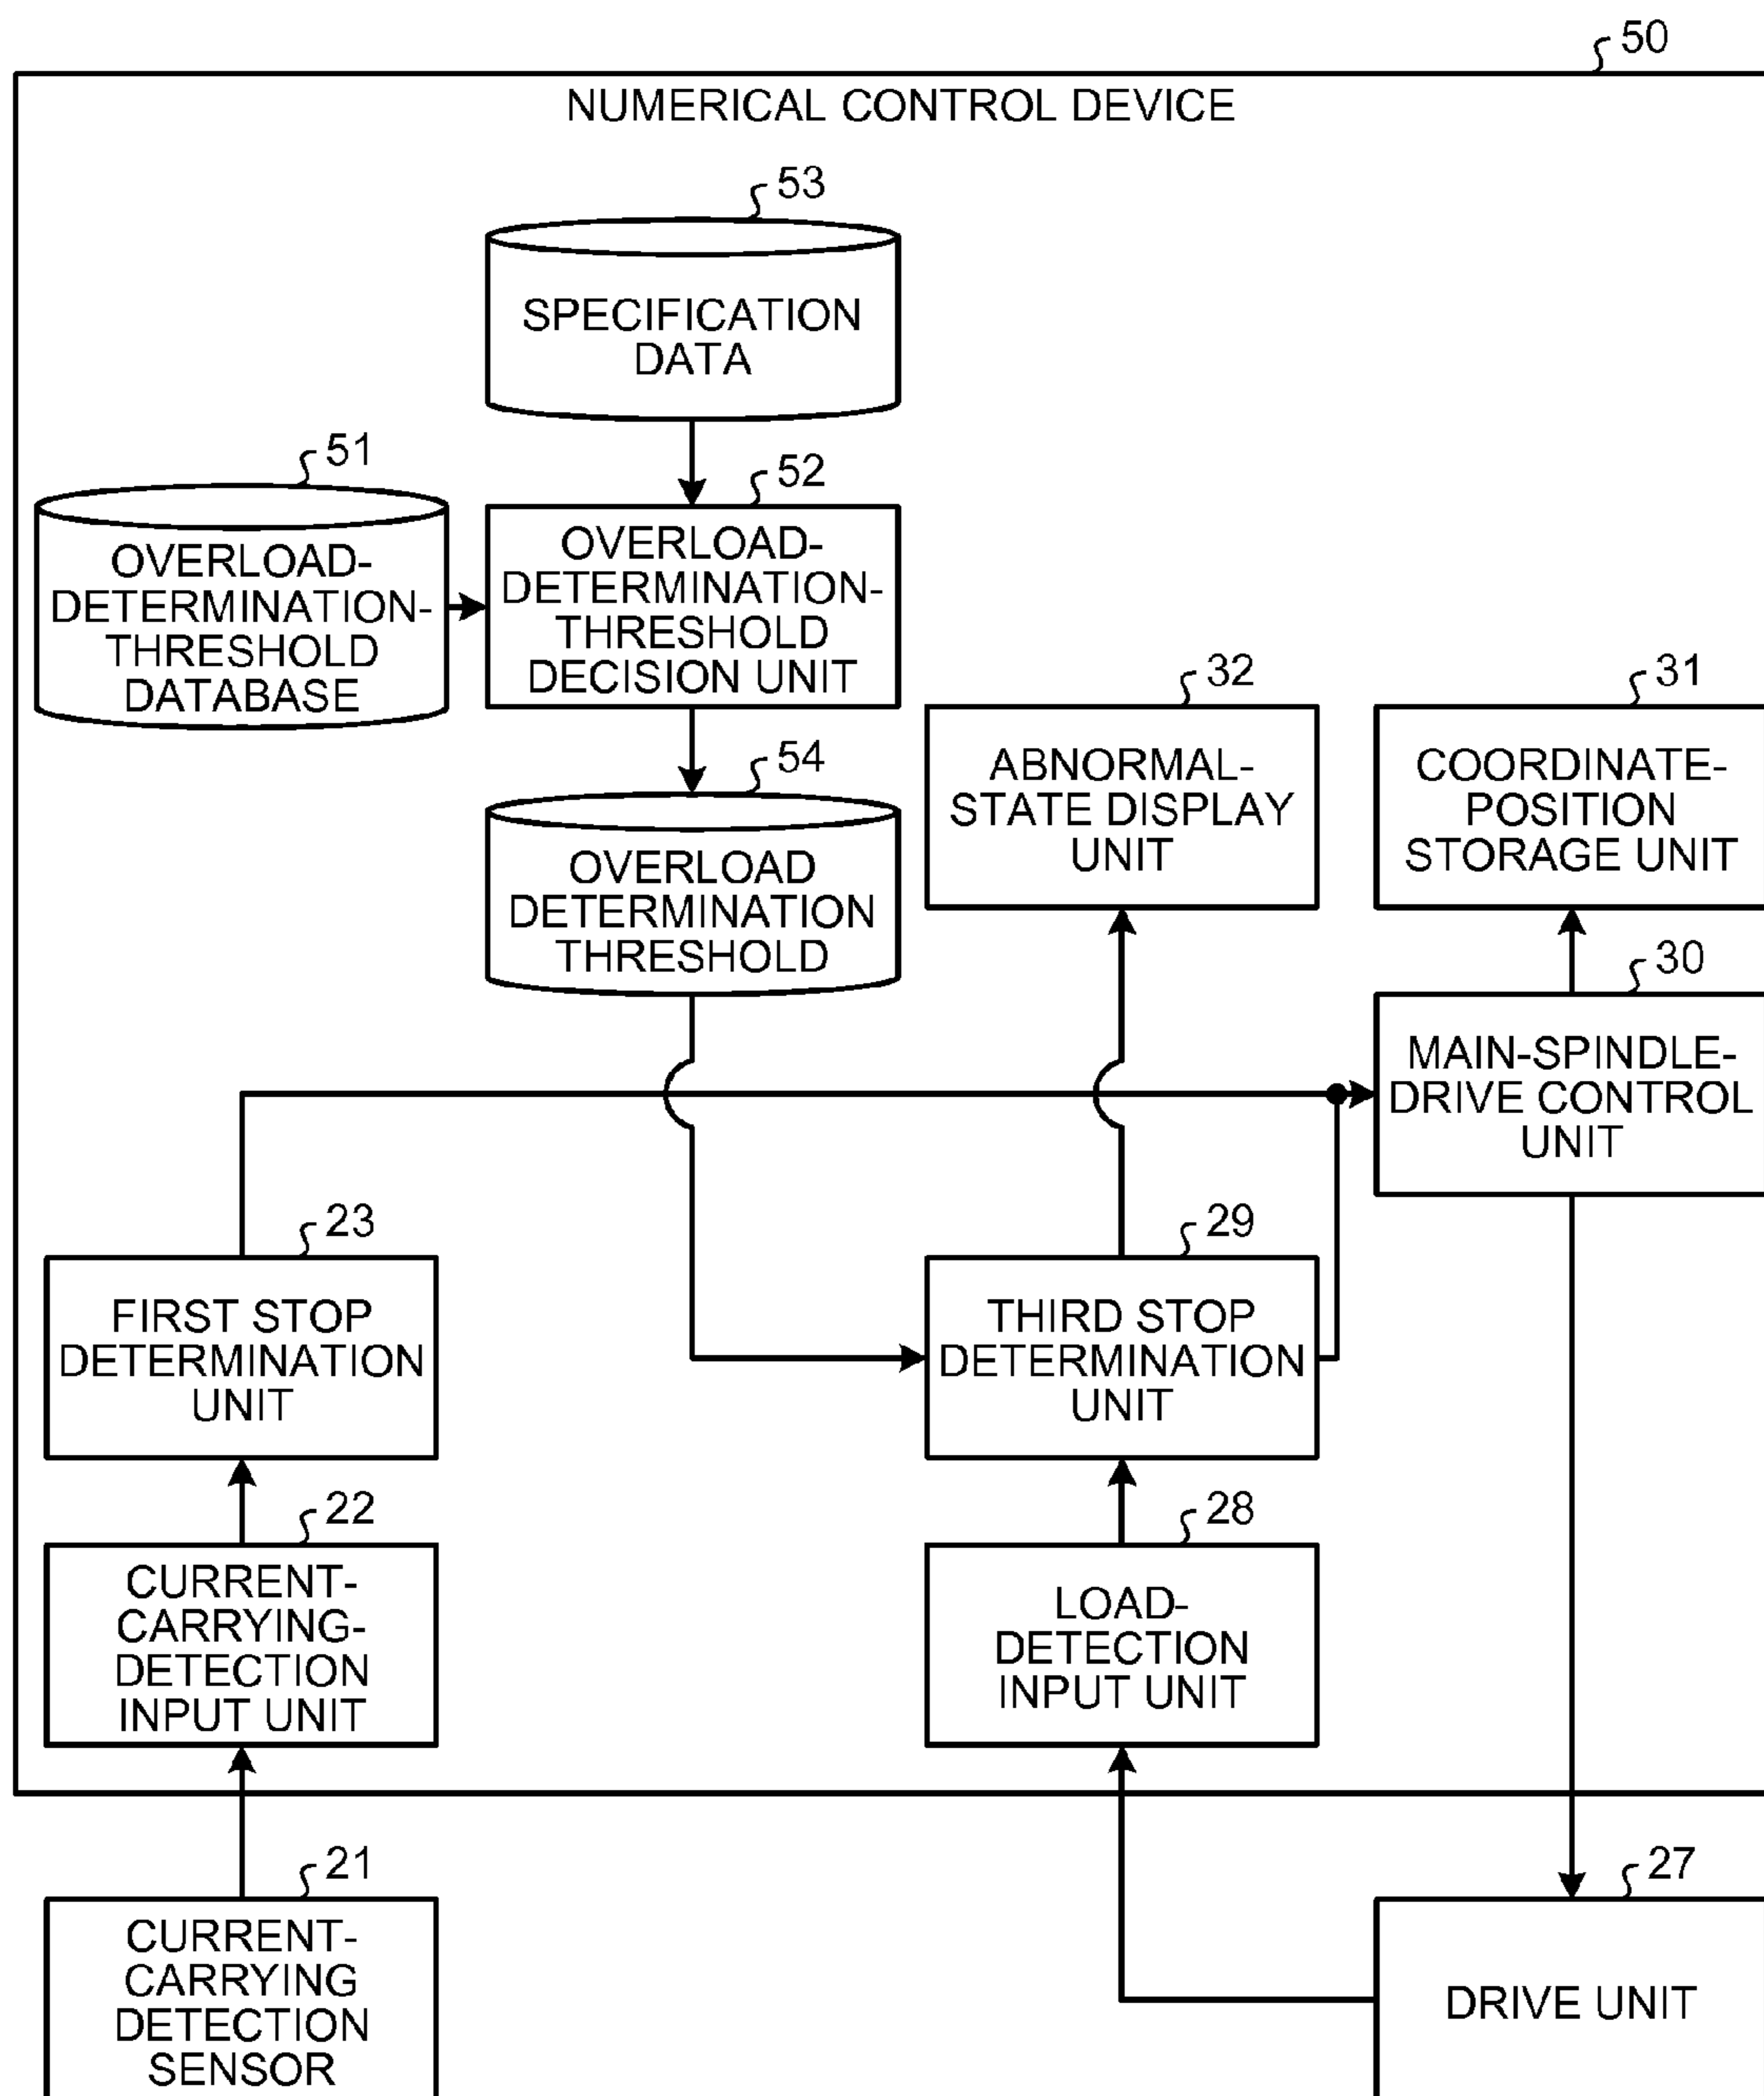 50
NUMERICAL CONTROL DEVICE
53
SPECIFICATION
DATA
51
OVERLOAD-
DETERMINATION-
THRESHOLD
DATABASE
52
OVERLOAD-
DETERMINATION-
THRESHOLD
DECISION UNIT
54
OVERLOAD
DETERMINATION
THRESHOLD
32
ABNORMAL-
STATE DISPLAY
UNIT
31
COORDINATE-
POSITION
STORAGE UNIT
30
MAIN-SPINDLE-
DRIVE CONTROL
UNIT
23
FIRST STOP
DETERMINATION
UNIT
29
THIRD STOP
DETERMINATION
UNIT
22
CURRENT-
CARRYING-
DETECTION
INPUT UNIT
28
LOAD-
DETECTION
INPUT UNIT
21
CURRENT-
CARRYING
DETECTION
SENSOR
27
DRIVE UNIT